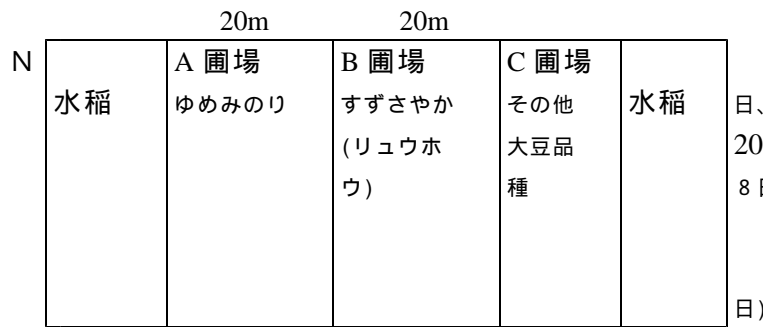 20m 20m
N
水稲
A 圃場
ゆめみのり
B 圃場
すずさやか
(リュウホ
ウ)
C 圃場
その他
大豆品
種
水稲
日、
20
8日
日)